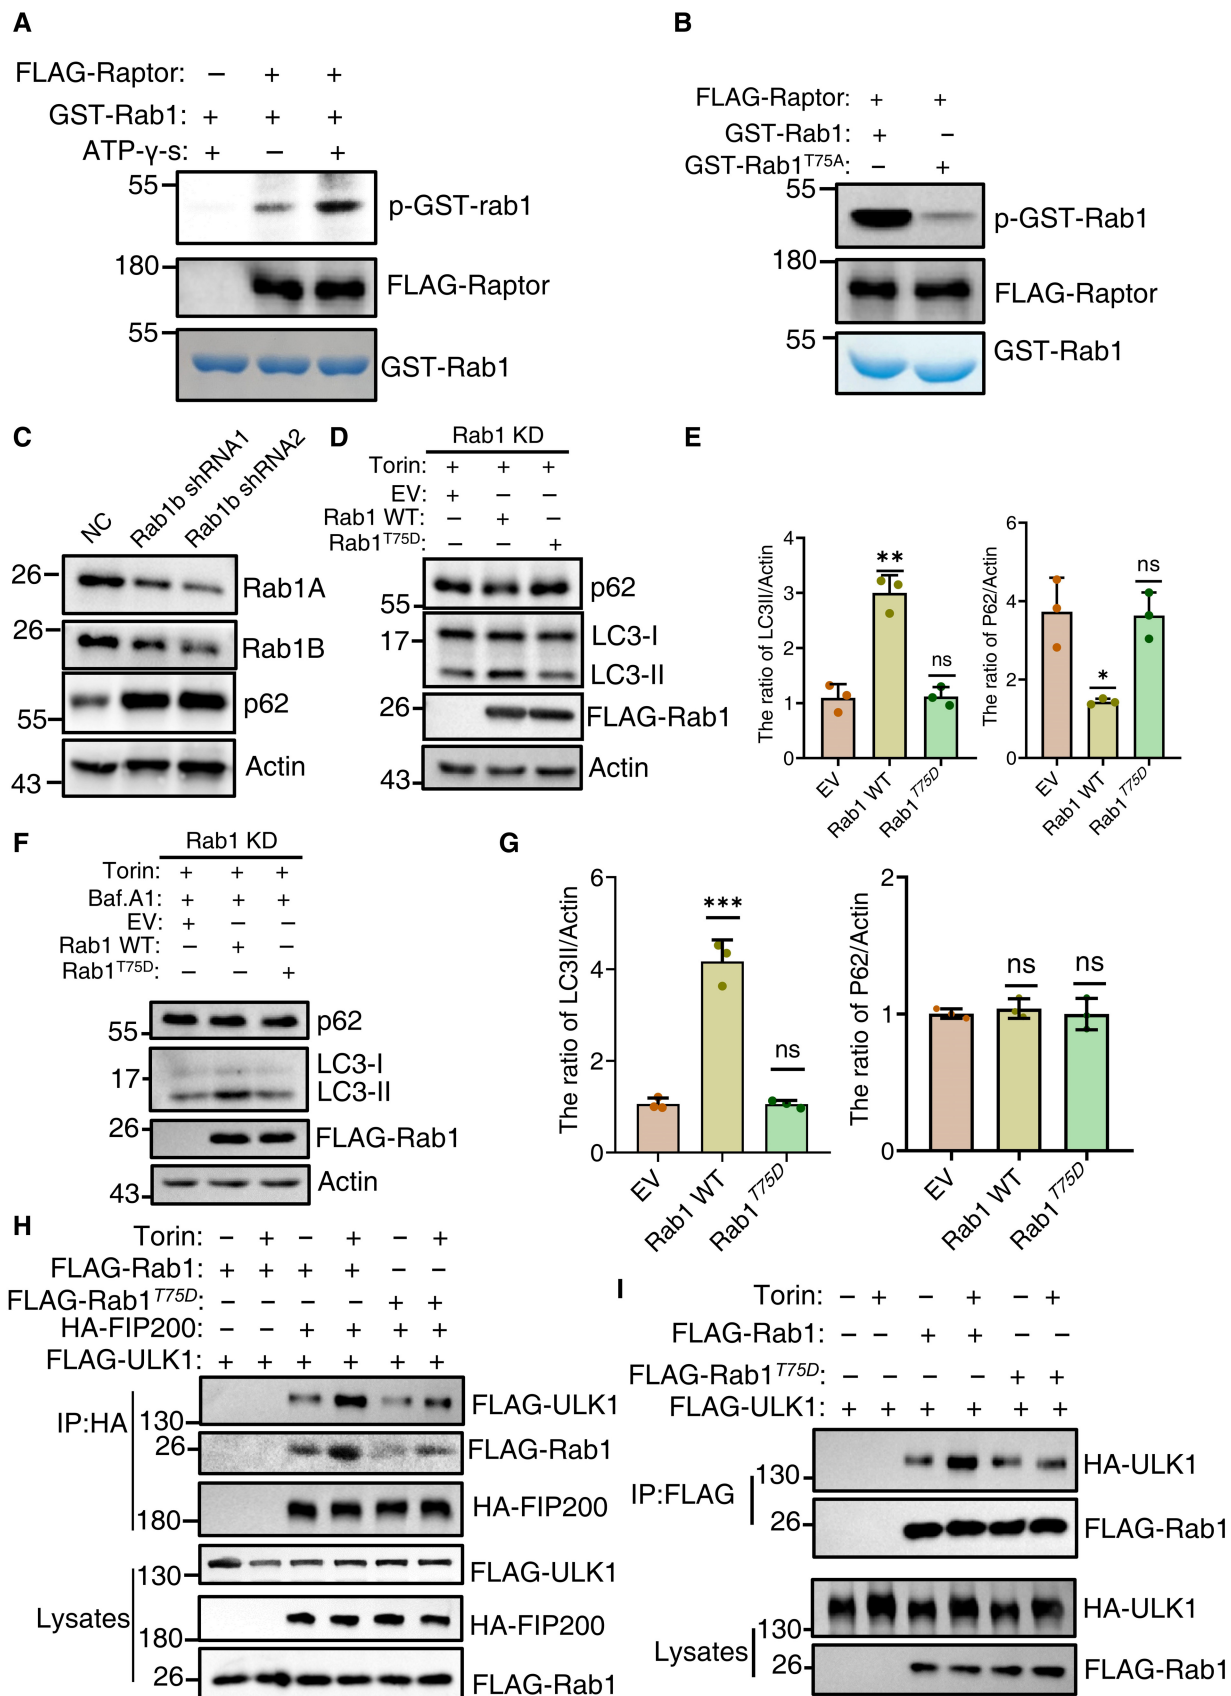 A
FLAG-Raptor: − + +
GST-Rab1: + + +
ATP-γ-s: + − +
55
p-GST-rab1
180
FLAG-Raptor
55
GST-Rab1
B
FLAG-Raptor: + +
GST-Rab1: + −
GST-Rab1T75A: − +
55
p-GST-Rab1
180
FLAG-Raptor
55
GST-Rab1
C
NC
Rab1b shRNA1
Rab1b shRNA2
26
Rab1A
26
Rab1B
p62
55
Actin
43
D
Rab1 KD
Torin: + + +
EV: + − −
Rab1 WT: − + −
Rab1T75D: − − +
p62
55
17
LC3-I
LC3-II
26
FLAG-Rab1
43
Actin
E
The ratio of LC3II/Actin
4
3
2
1
0
**
ns
EV
Rab1 WT
Rab1T75D
The ratio of P62/Actin
6
4
2
0
*
ns
EV
Rab1 WT
Rab1T75D
F
Rab1 KD
Torin: + + +
Baf.A1: + + +
EV: + − −
Rab1 WT: − + −
Rab1T75D: − − +
p62
55
LC3-I
17
LC3-II
26
FLAG-Rab1
Actin
43
G
The ratio of LC3II/Actin
6
4
2
0
***
ns
EV
Rab1 WT
Rab1T75D
The ratio of P62/Actin
2
1
0
ns
ns
EV
Rab1 WT
Rab1T75D
H
Torin: − + − + − +
FLAG-Rab1: + + + + − −
FLAG-Rab1T75D: − − − − + +
HA-FIP200: − − + + + +
FLAG-ULK1: + + + + + +
IP:HA
FLAG-ULK1
130
26
FLAG-Rab1
HA-FIP200
180
Lysates
130
FLAG-ULK1
HA-FIP200
180
26
FLAG-Rab1
I
Torin: − + − + − +
FLAG-Rab1: − − + + − −
FLAG-Rab1T75D: − − − − + +
FLAG-ULK1: + + + + + +
IP:FLAG
HA-ULK1
130
26
FLAG-Rab1
HA-ULK1
Lysates
130
26
FLAG-Rab1